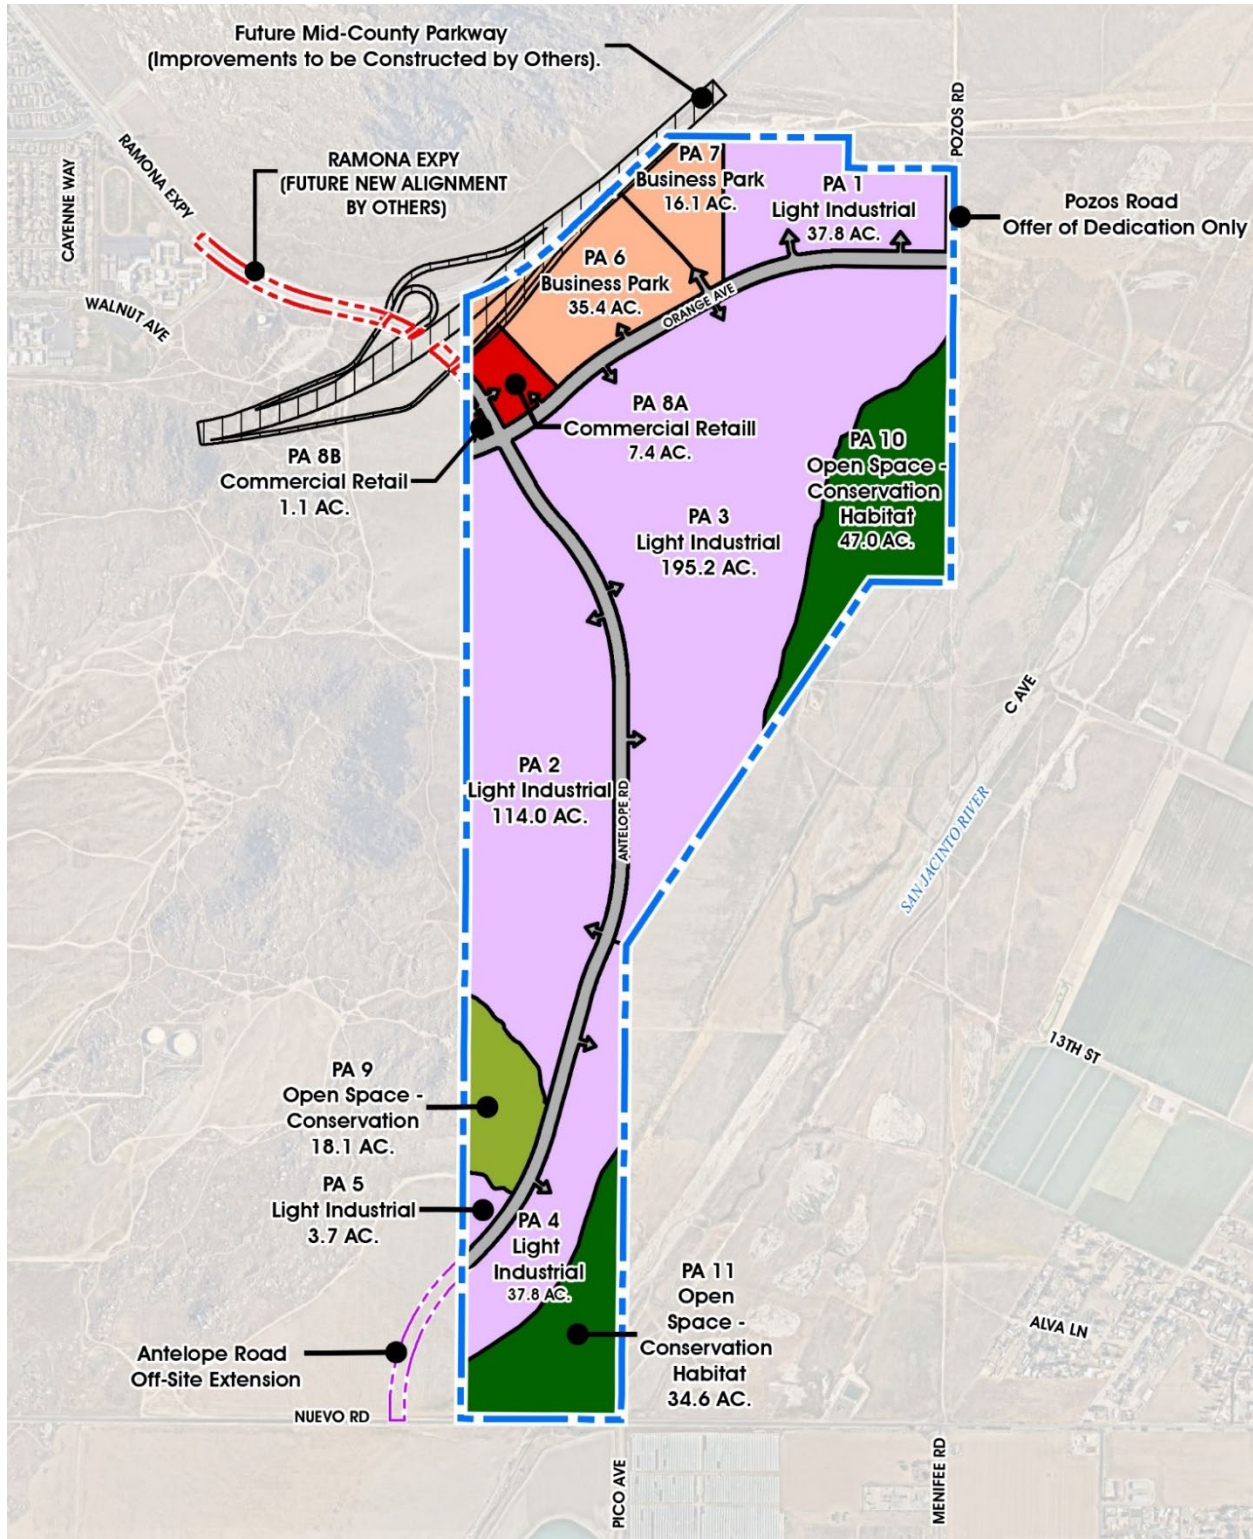 Future Mid-County Parkway
(Improvements to be Constructed by Others).
POZOS RD
RAMONA EXPY
CAYENNE WAY
RAMONA EXPY
(FUTURE NEW ALIGNMENT
BY OTHERS)
PA 7
Business Park
16.1 AC.
PA 1
Light Industrial
37.8 AC.
Pozos Road
Offer of Dedication Only
PA 6
Business Park
35.4 AC.
ORANGE AVE
WALNUT AVE
PA 8A
Commercial Retaill
7.4 AC.
PA 8B
Commercial Retail
1.1 AC.
PA 10
Open Space -
Conservation
Habitat
47.0 AC.
PA 3
Light Industrial
195.2 AC.
C AVE
PA 2
Light Industrial
114.0 AC.
ANTELOPE RD
SAN JACINTO RIVER
13TH ST
PA 9
Open Space -
Conservation
18.1 AC.
PA 5
Light Industrial
3.7 AC.
PA 4
Light
Industrial
37.8 AC.
PA 11
Open
Space -
Conservation
Habitat
34.6 AC.
ALVA LN
Antelope Road
Off-Site Extension
NUEVO RD
PICO AVE
MENIFEE RD